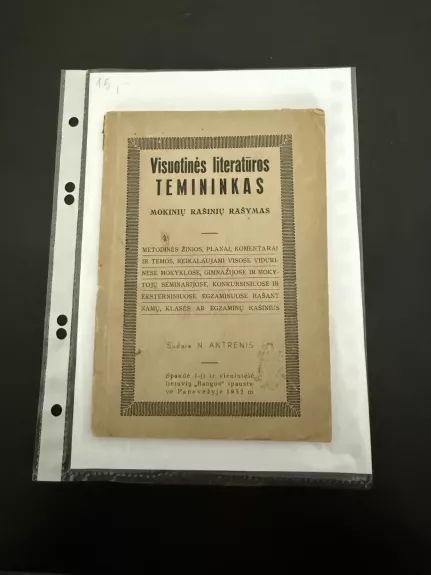 15,-
Visuotinės literatūros
TEMININKAS
MOKINIŲ RAŠINIŲ RAŠYMAS
METODINĖS ŽINIOS, PLANAI, KOMENTARAI
IR TEMOS, REIKALAUJAMI VISOSE VIDURI-
NĖSE MOKYKLOSE, GIMNAZIJOSE IR MOKY-
TOJŲ SEMINARIJOSE, KONKURSINIUOSE IR
EKSTERNINIUOSE EGZAMINUOSE RAŠANT
NAMŲ, KLASĖS AR EGZAMINŲ RAŠINIUS
Sudarė N. ANTRENIS
Spaudė I-ji ir vienintelė
lietuvių „Bangos" spaustu-
vė Panevėžyje 1932 m